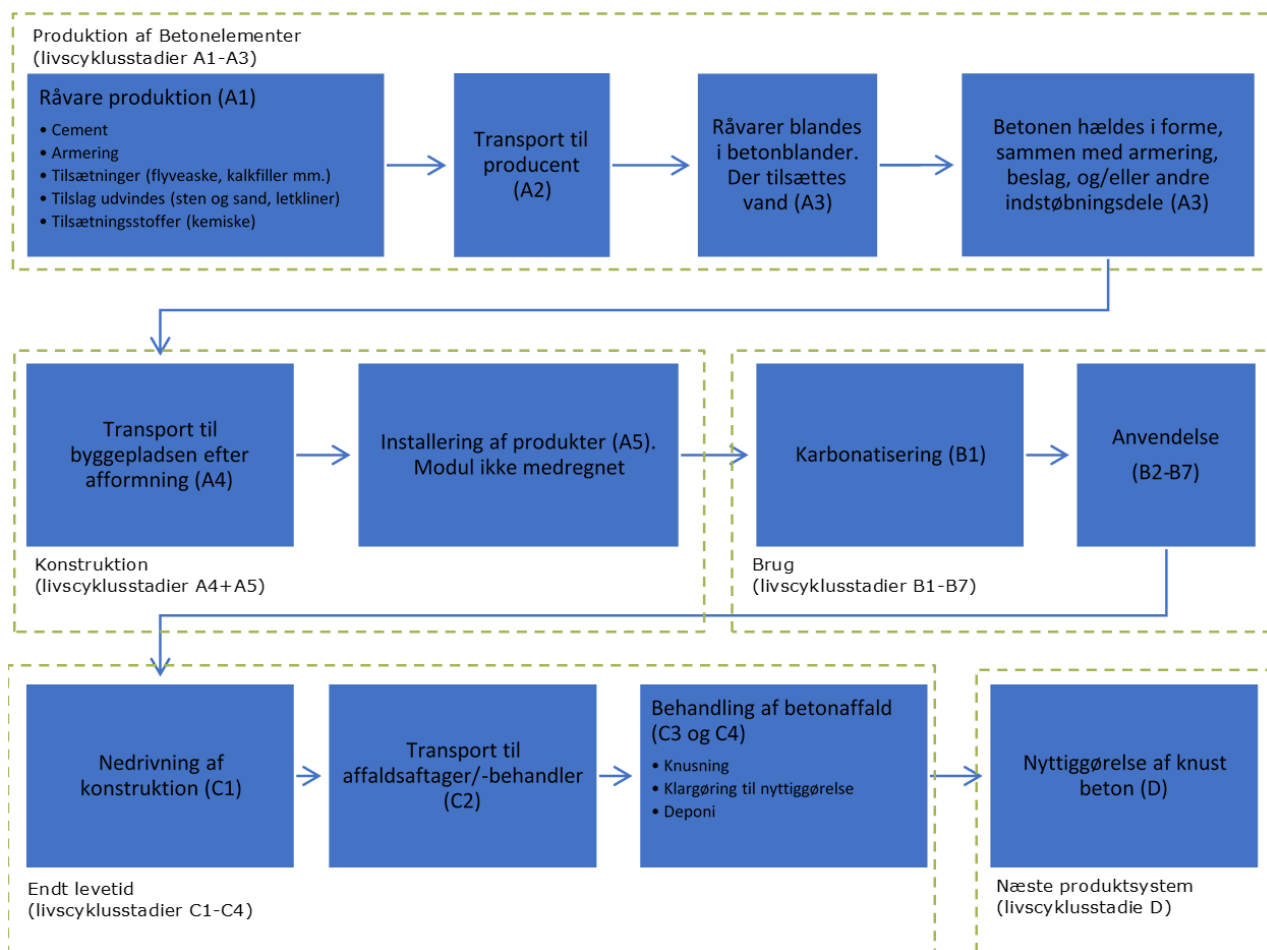 Produktion af Betonelementer
(livscyklusstadier A1-A3)
Råvare produktion (A1)
• Cement
• Armering
• Tilsætninger (flyveaske, kalkfiller mm.)
• Tilslag udvindes (sten og sand, letkliner)
• Tilsætningsstoffer (kemiske)
Transport til
producent
(A2)
Råvarer blandes
i betonblander.
Der tilsættes
vand (A3)
Betonen hældes i forme,
sammen med armering,
beslag, og/eller andre
indstøbningsdele (A3)
Transport til
byggepladsen efter
afformning (A4)
Installering af produkter (A5).
Modul ikke medregnet
Konstruktion
(livscyklusstadier A4+A5)
Karbonatisering (B1)
Anvendelse
(B2-B7)
Brug
(livscyklusstadier B1-B7)
Nedrivning af
konstruktion (C1)
Transport til
affaldsaftager/-behandler
(C2)
Behandling af betonaffald
(C3 og C4)
• Knusning
• Klargøring til nyttiggørelse
• Deponi
Endt levetid
(livscyklusstadier C1-C4)
Nyttiggørelse af knust
beton (D)
Næste produktsystem
(livscyklusstadie D)